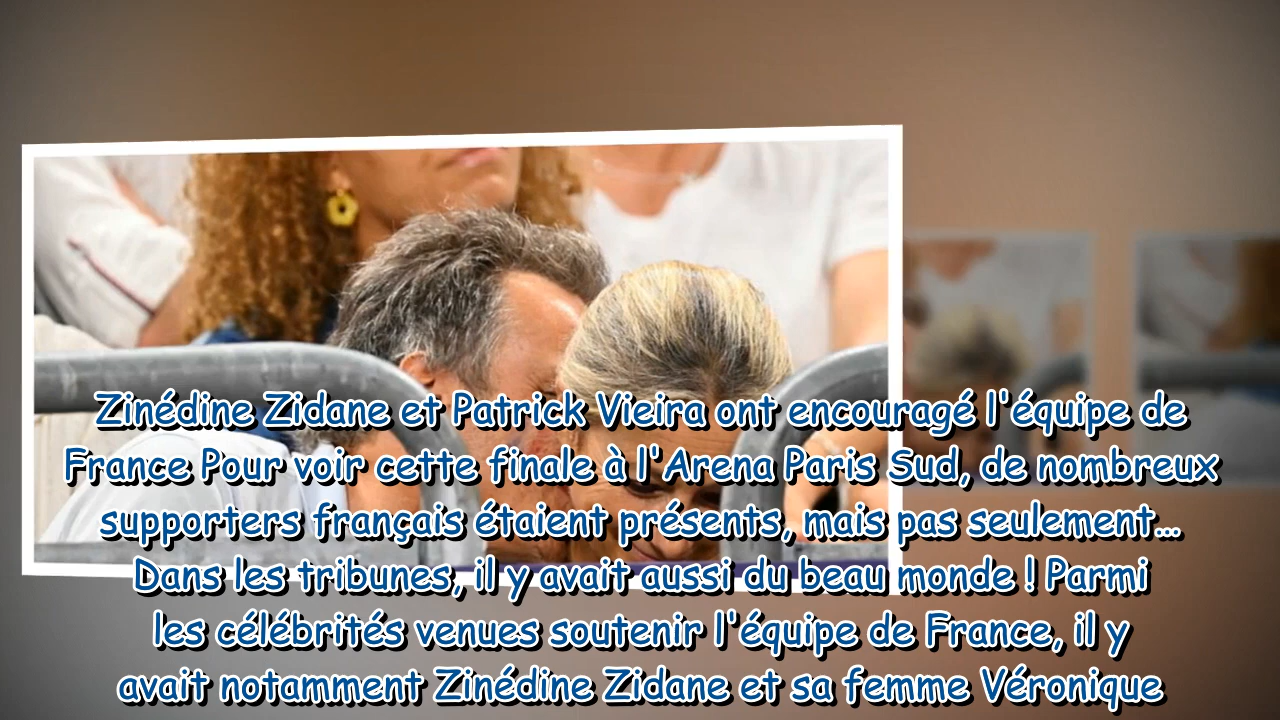 Zinédine Zidane et Patrick Vieira ont encouragé l'équipe de
France Pour voir cette finale à l'Arena Paris Sud, de nombreux
supporters français étaient présents, mais pas seulement...
Dans les tribunes, il y avait aussi du beau monde ! Parmi
les célébrités venues soutenir l'équipe de France, il y
avait notamment Zinédine Zidane et sa femme Véronique